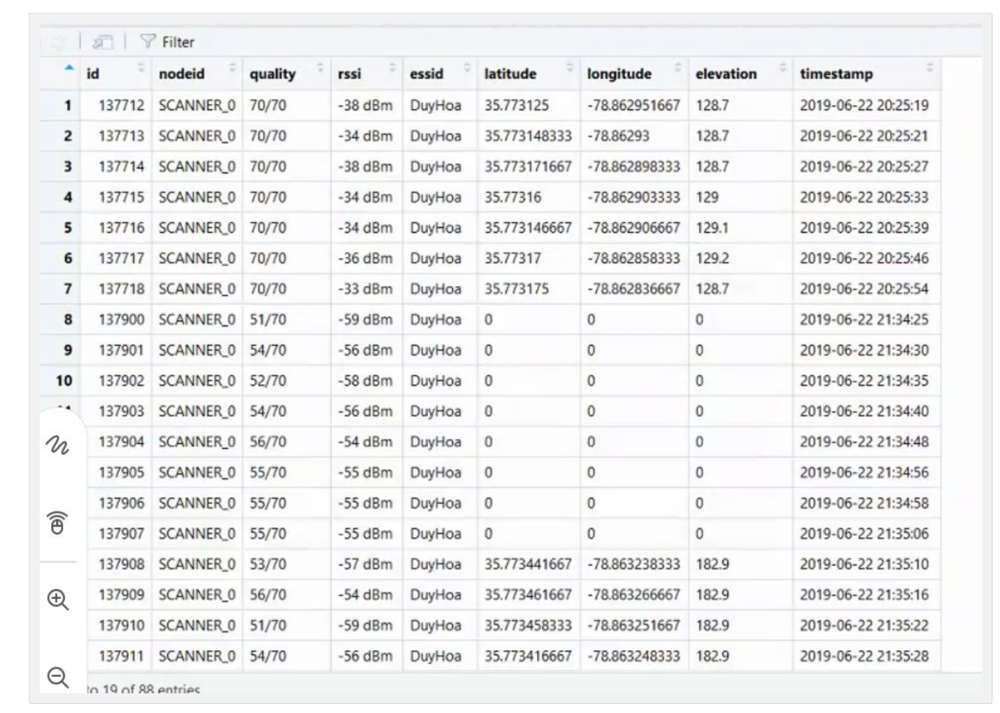 Filter
id nodeid quality rssi essid latitude longitude elevation timestamp
1 137712 SCANNER_0 70/70 -38 dBm DuyHoa 35.773125 -78.862951667 128.7 2019-06-22 20:25:19
2 137713 SCANNER_0 70/70 -34 dBm DuyHoa 35.773148333 -78.86293 128.7 2019-06-22 20:25:21
3 137714 SCANNER_0 70/70 -38 dBm DuyHoa 35.773171667 -78.862898333 128.7 2019-06-22 20:25:27
4 137715 SCANNER_0 70/70 -34 dBm DuyHoa 35.77316 -78.862903333 129 2019-06-22 20:25:33
5 137716 SCANNER_0 70/70 -34 dBm DuyHoa 35.773146667 -78.862906667 129.1 2019-06-22 20:25:39
6 137717 SCANNER_0 70/70 -36 dBm DuyHoa 35.77317 -78.862858333 129.2 2019-06-22 20:25:46
7 137718 SCANNER_0 70/70 -33 dBm DuyHoa 35.773175 -78.862836667 128.7 2019-06-22 20:25:54
8 137900 SCANNER_0 51/70 -59 dBm DuyHoa 0 0 0 2019-06-22 21:34:25
9 137901 SCANNER_0 54/70 -56 dBm DuyHoa 0 0 0 2019-06-22 21:34:30
10 137902 SCANNER_0 52/70 -58 dBm DuyHoa 0 0 0 2019-06-22 21:34:35
137903 SCANNER_0 54/70 -56 dBm DuyHoa 0 0 0 2019-06-22 21:34:40
137904 SCANNER_0 56/70 -54 dBm DuyHoa 0 0 0 2019-06-22 21:34:48
137905 SCANNER_0 55/70 -55 dBm DuyHoa 0 0 0 2019-06-22 21:34:56
137906 SCANNER_0 55/70 -55 dBm DuyHoa 0 0 0 2019-06-22 21:34:58
137907 SCANNER_0 55/70 -55 dBm DuyHoa 0 0 0 2019-06-22 21:35:06
137908 SCANNER_0 53/70 -57 dBm DuyHoa 35.773441667 -78.863238333 182.9 2019-06-22 21:35:10
137909 SCANNER_0 56/70 -54 dBm DuyHoa 35.773461667 -78.863266667 182.9 2019-06-22 21:35:16
137910 SCANNER_0 51/70 -59 dBm DuyHoa 35.773458333 -78.863251667 182.9 2019-06-22 21:35:22
137911 SCANNER_0 54/70 -56 dBm DuyHoa 35.773416667 -78.863248333 182.9 2019-06-22 21:35:28
to 19 of 88 entries